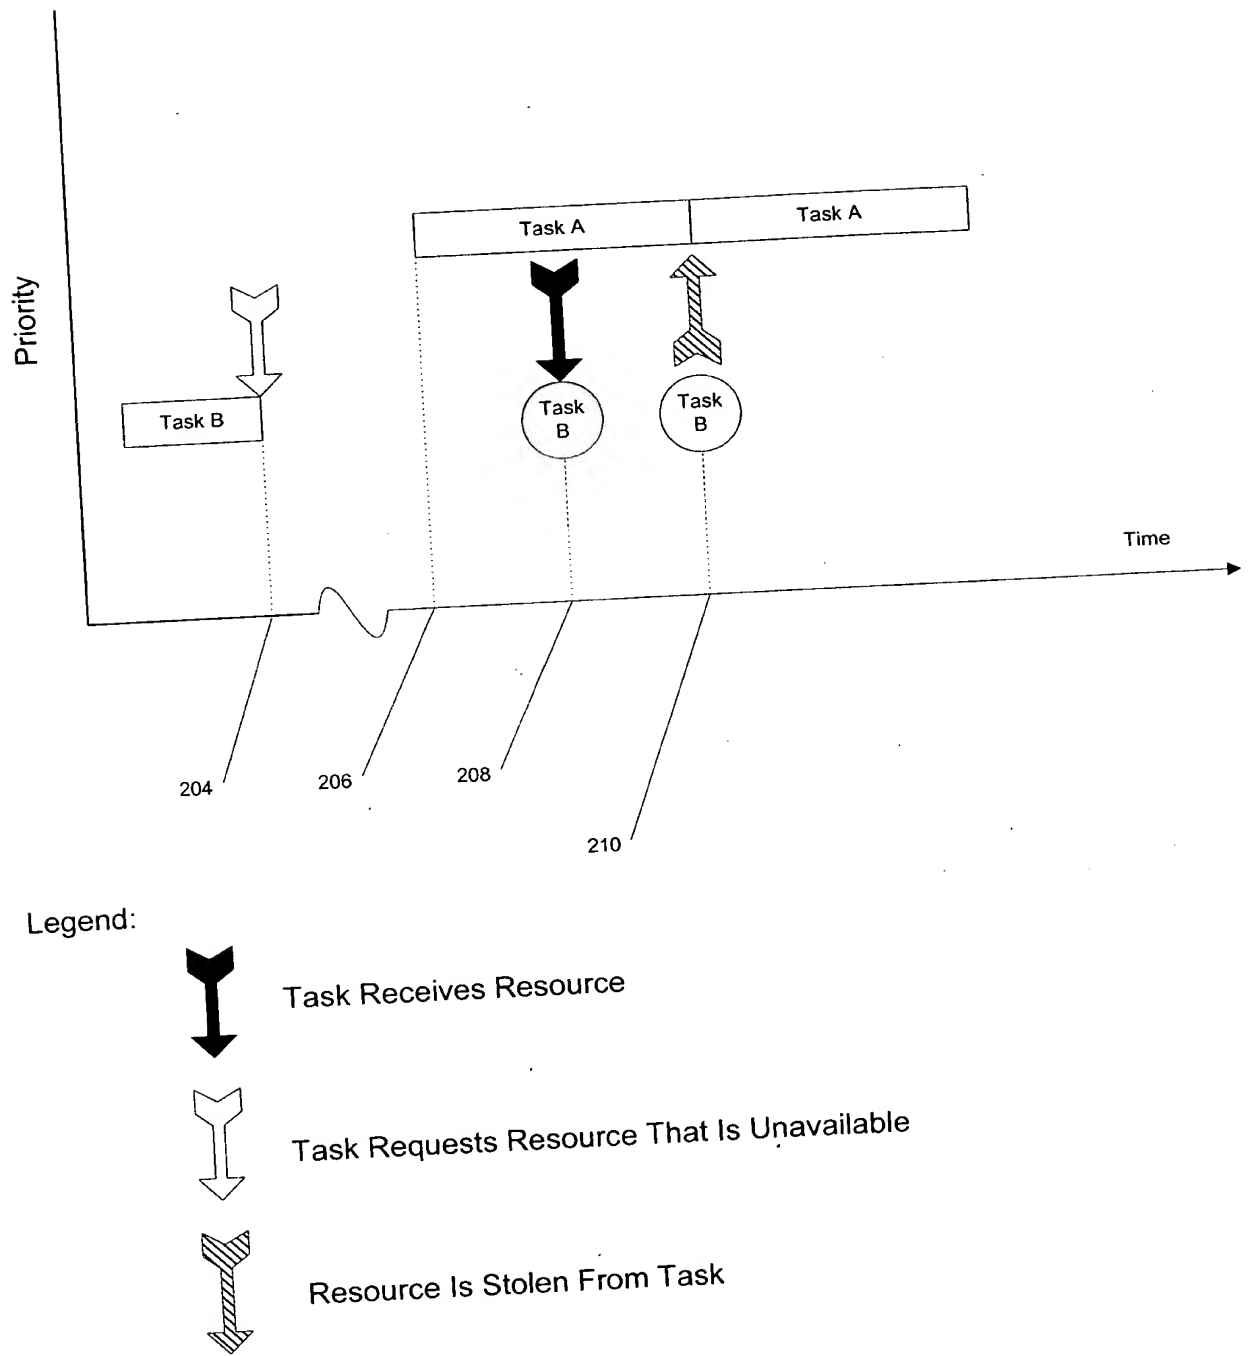 Priority
Task A
Task A
Task B
Task
B
Task
B
Time
204
206
208
210
Legend:
Task Receives Resource
Task Requests Resource That Is Unavailable
Resource Is Stolen From Task